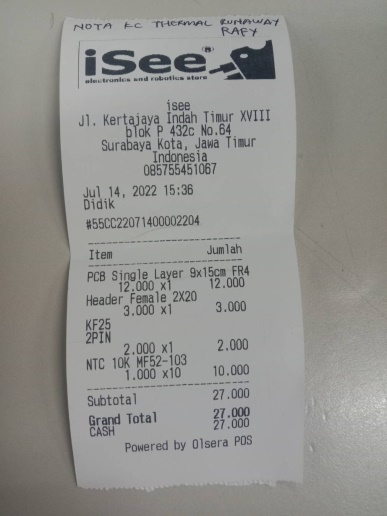 NOTA EC THERMAL RUNAWAY
RAFY
iSee®
electronics and robotics store
isee
Jl. Kertajaya Indah Timur XVIII
blok P 432c No.64
Surabaya Kota, Jawa Timur
Indonesia
085755451067
Jul 14, 2022 15:36
Didik
#55CC22071400002204
Item Jumlah
PCB Single Layer 9x15cm FR4
12.000 x1 12.000
Header Female 2X20
3.000 x1 3.000
KF25
2PIN
2.000 x1 2.000
NTC 10K MF52-103
1.000 x10 10.000
Subtotal 27.000
Grand Total 27.000
CASH 27.000
Powered by Olsera POS